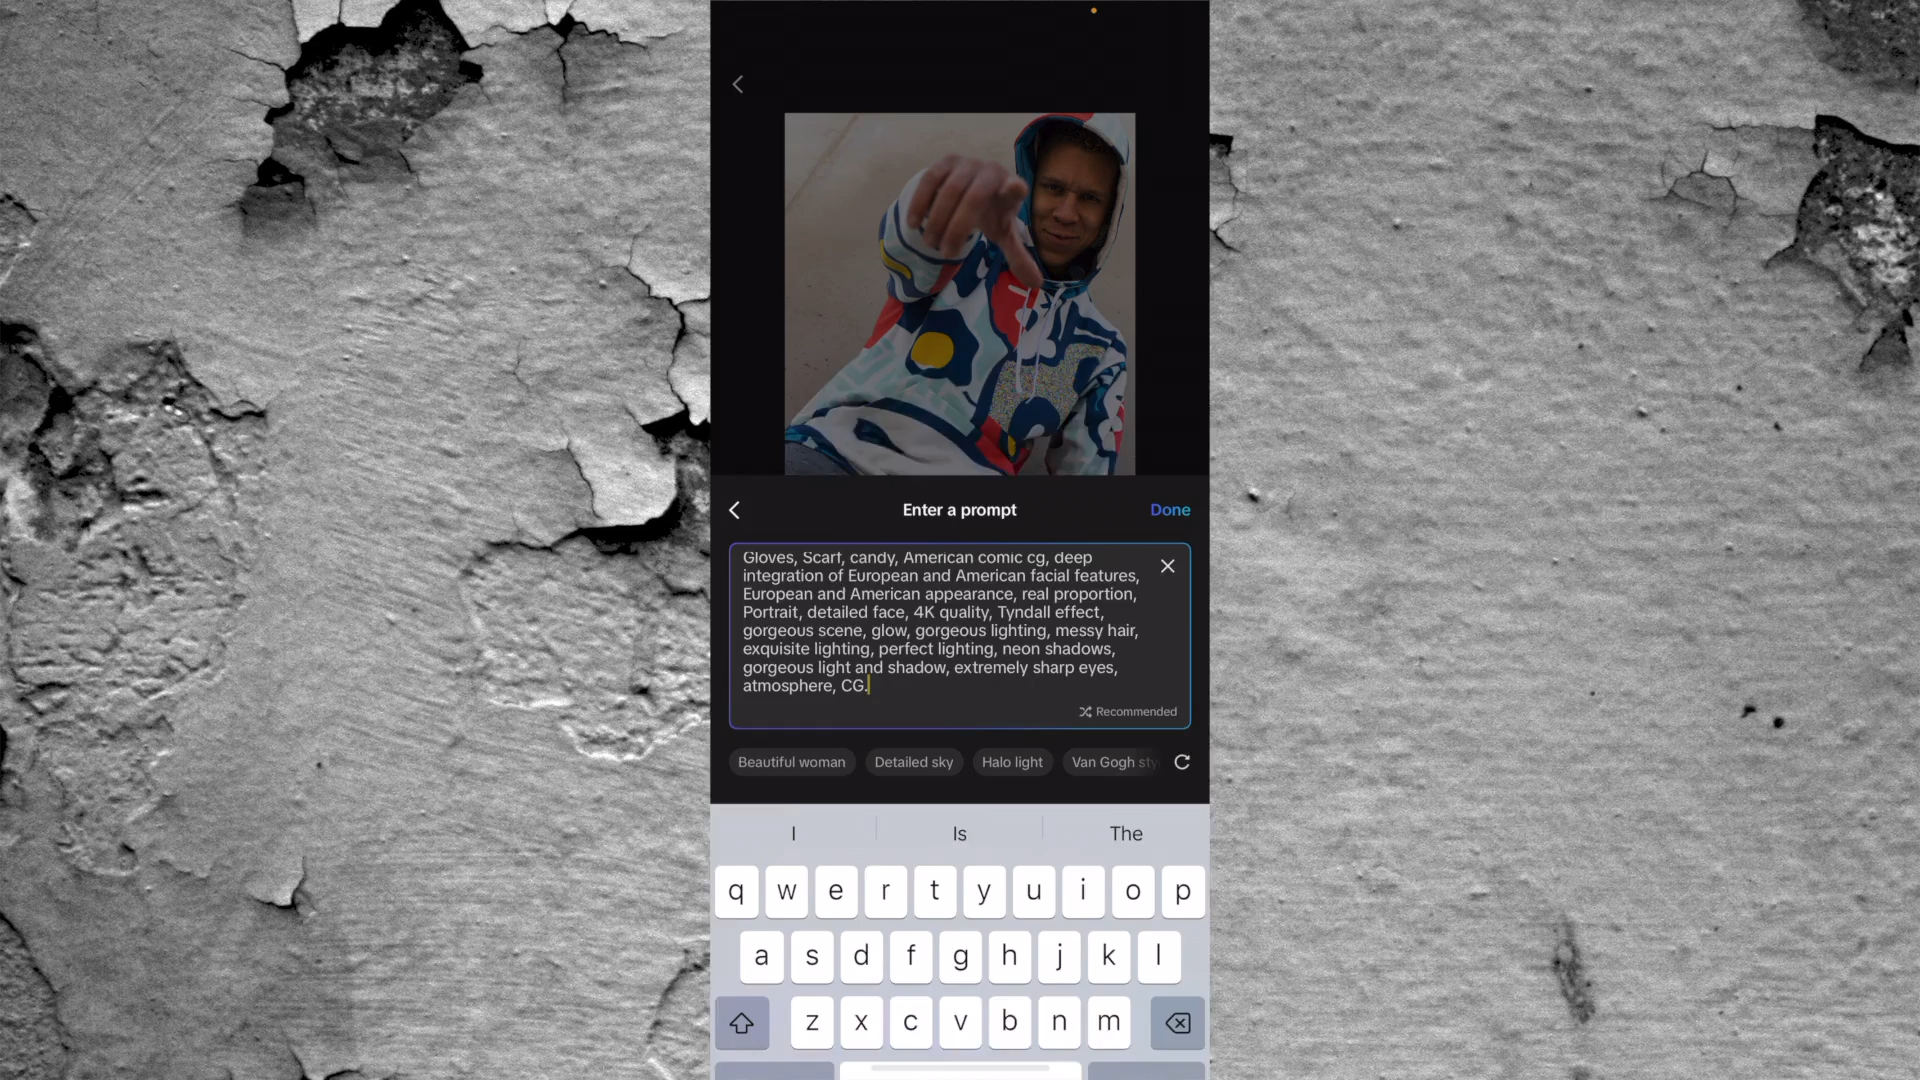 Enter a prompt
Done
Gloves, Scarf, candy, American comic cg, deep
integration of European and American facial features,
European and American appearance, real proportion,
Portrait, detailed face, 4K quality, Tyndall effect,
gorgeous scene, glow, gorgeous lighting, messy hair,
exquisite lighting, perfect lighting, neon shadows,
gorgeous light and shadow, extremely sharp eyes,
atmosphere, CG.
Recommended
Beautiful woman
Detailed sky
Halo light
Van Gogh sty
I
Is
The
q w e r t y u i o p
a s d f g h j k l
z x c v b n m